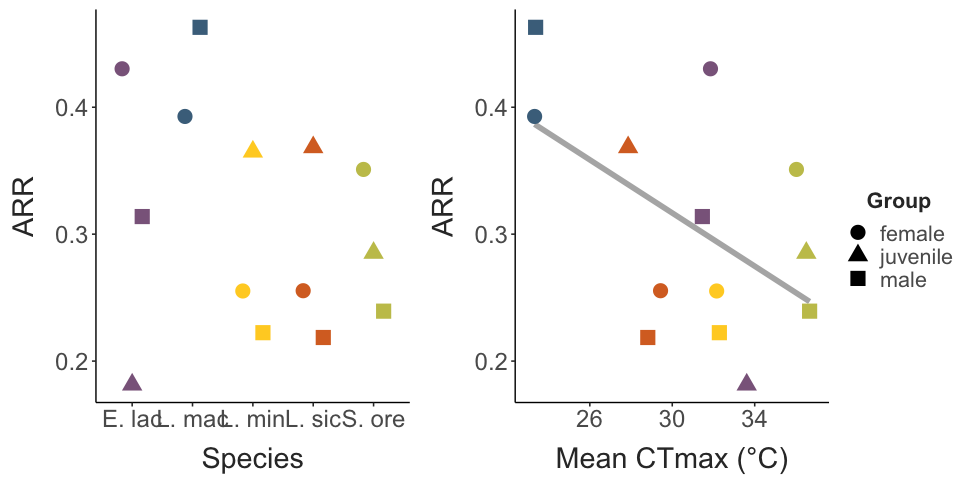 ARR
0.4
0.3
0.2
E. lac L. mac L. min L. sic S. ore
Species
ARR
0.4
0.3
0.2
26 30 34
Mean CTmax (°C)
Group
female
juvenile
male